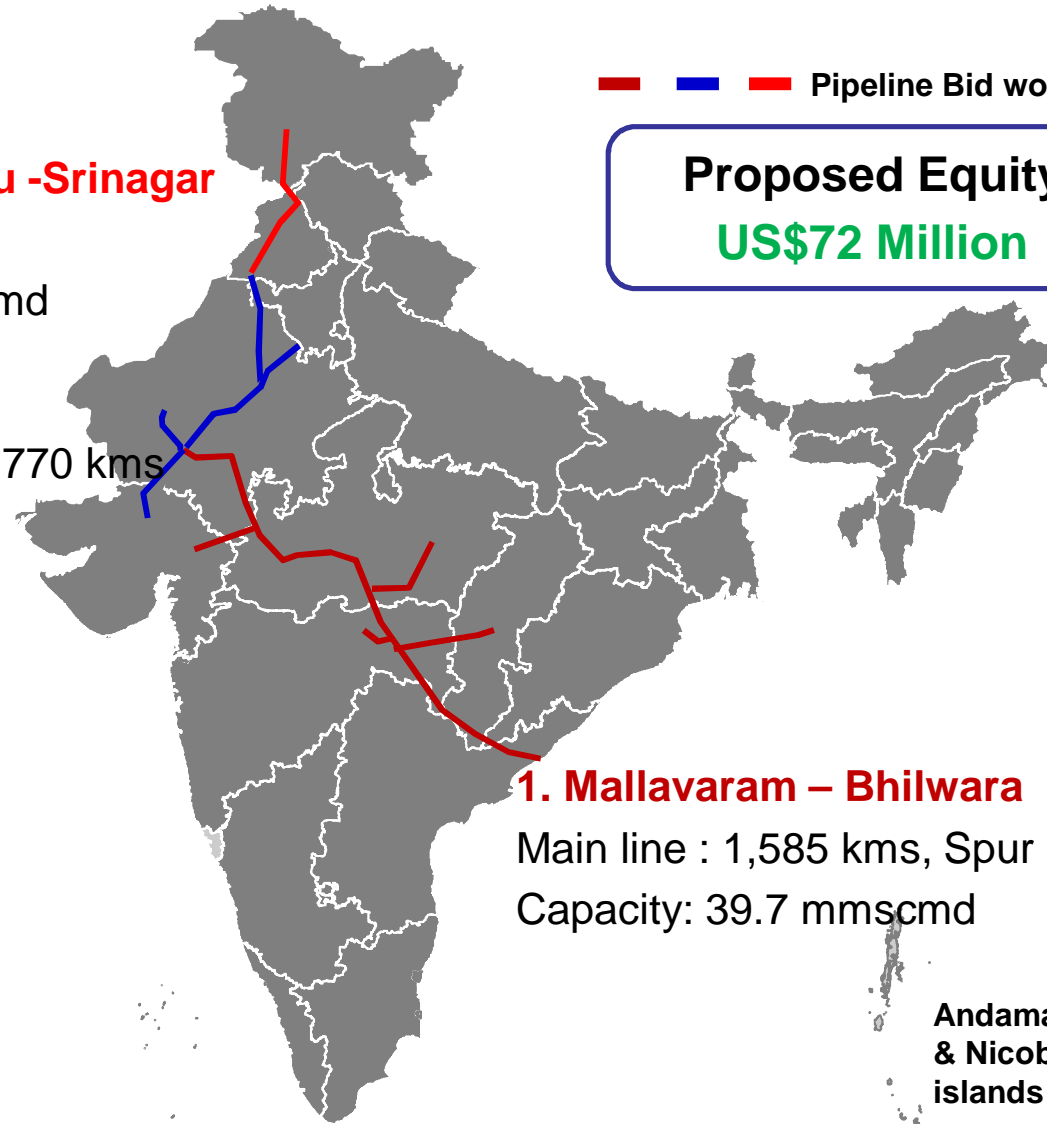 Pipeline Bid wo
Proposed Equity
US$72 Million
u -Srinagar
md
770 kms
1. Mallavaram – Bhilwara
Main line : 1,585 kms, Spur
Capacity: 39.7 mmscmd
Andama
& Nicob
islands